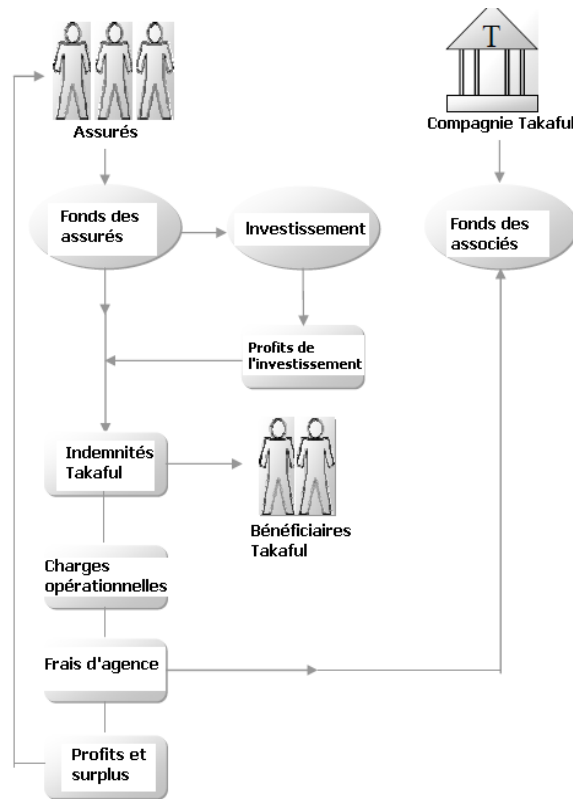 T
Assurés
Compagnie Takaful
Fonds des
assurés
Investissement
Fonds des
associés
Profits de
l'investissement
Indemnités
Takaful
Bénéficiaires
Takaful
Charges
opérationnelles
Frais d'agence
Profits et
surplus